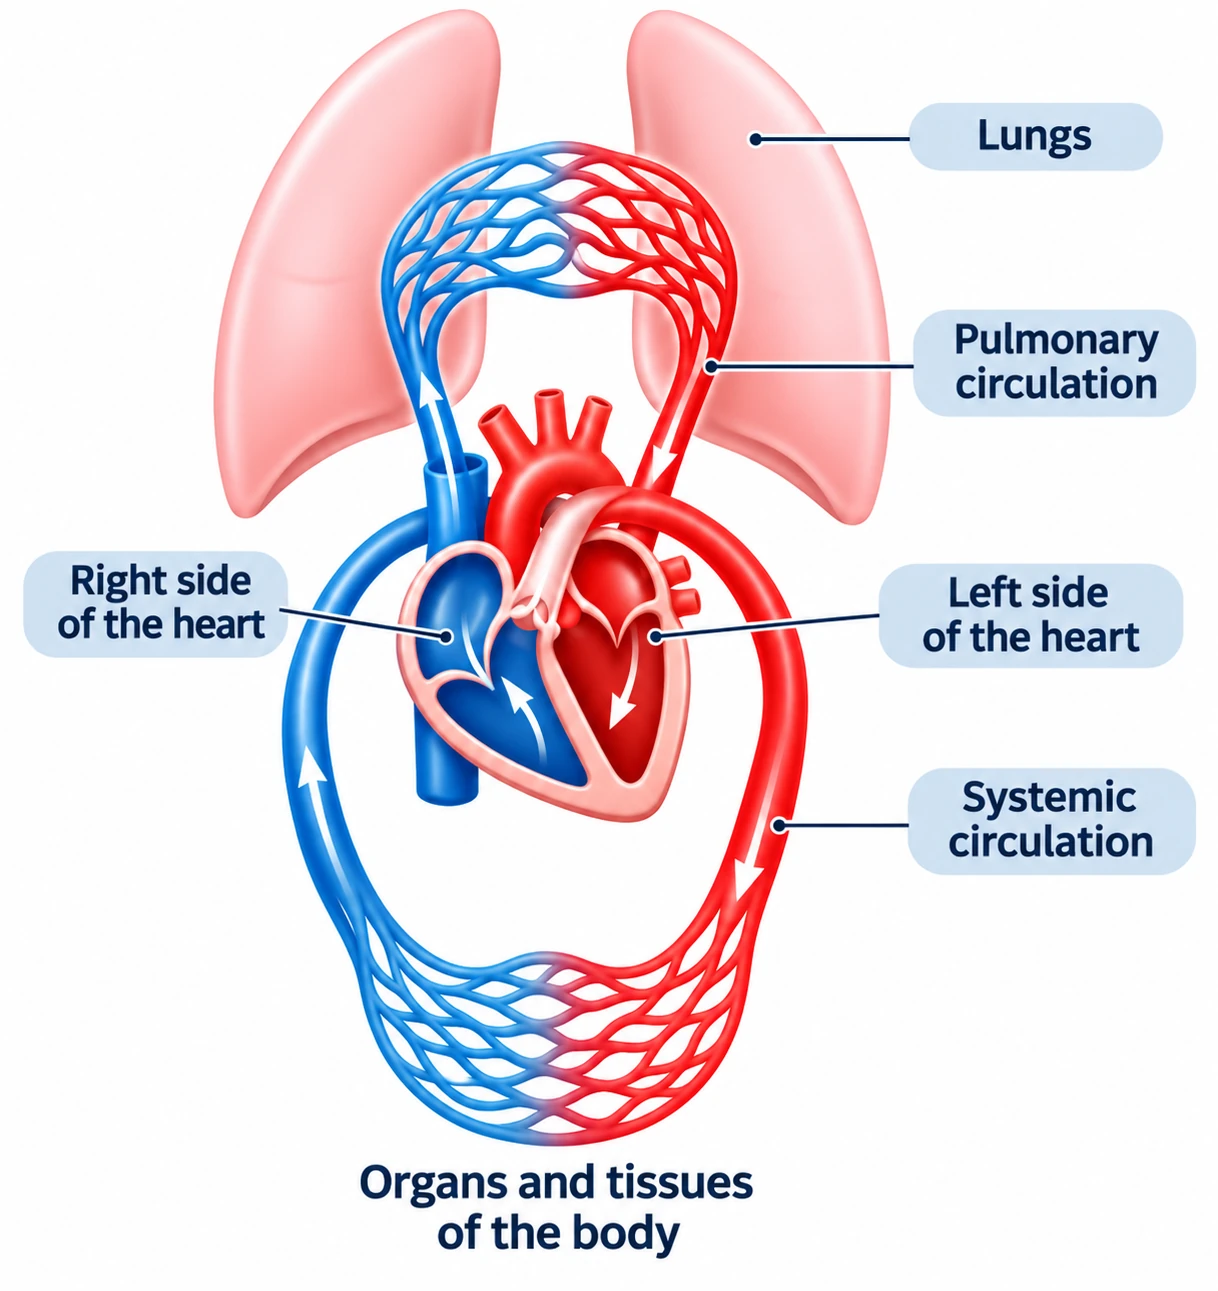 Lungs
Pulmonary
circulation
Right side
of the heart
Left side
of the heart
Systemic
circulation
Organs and tissues
of the body